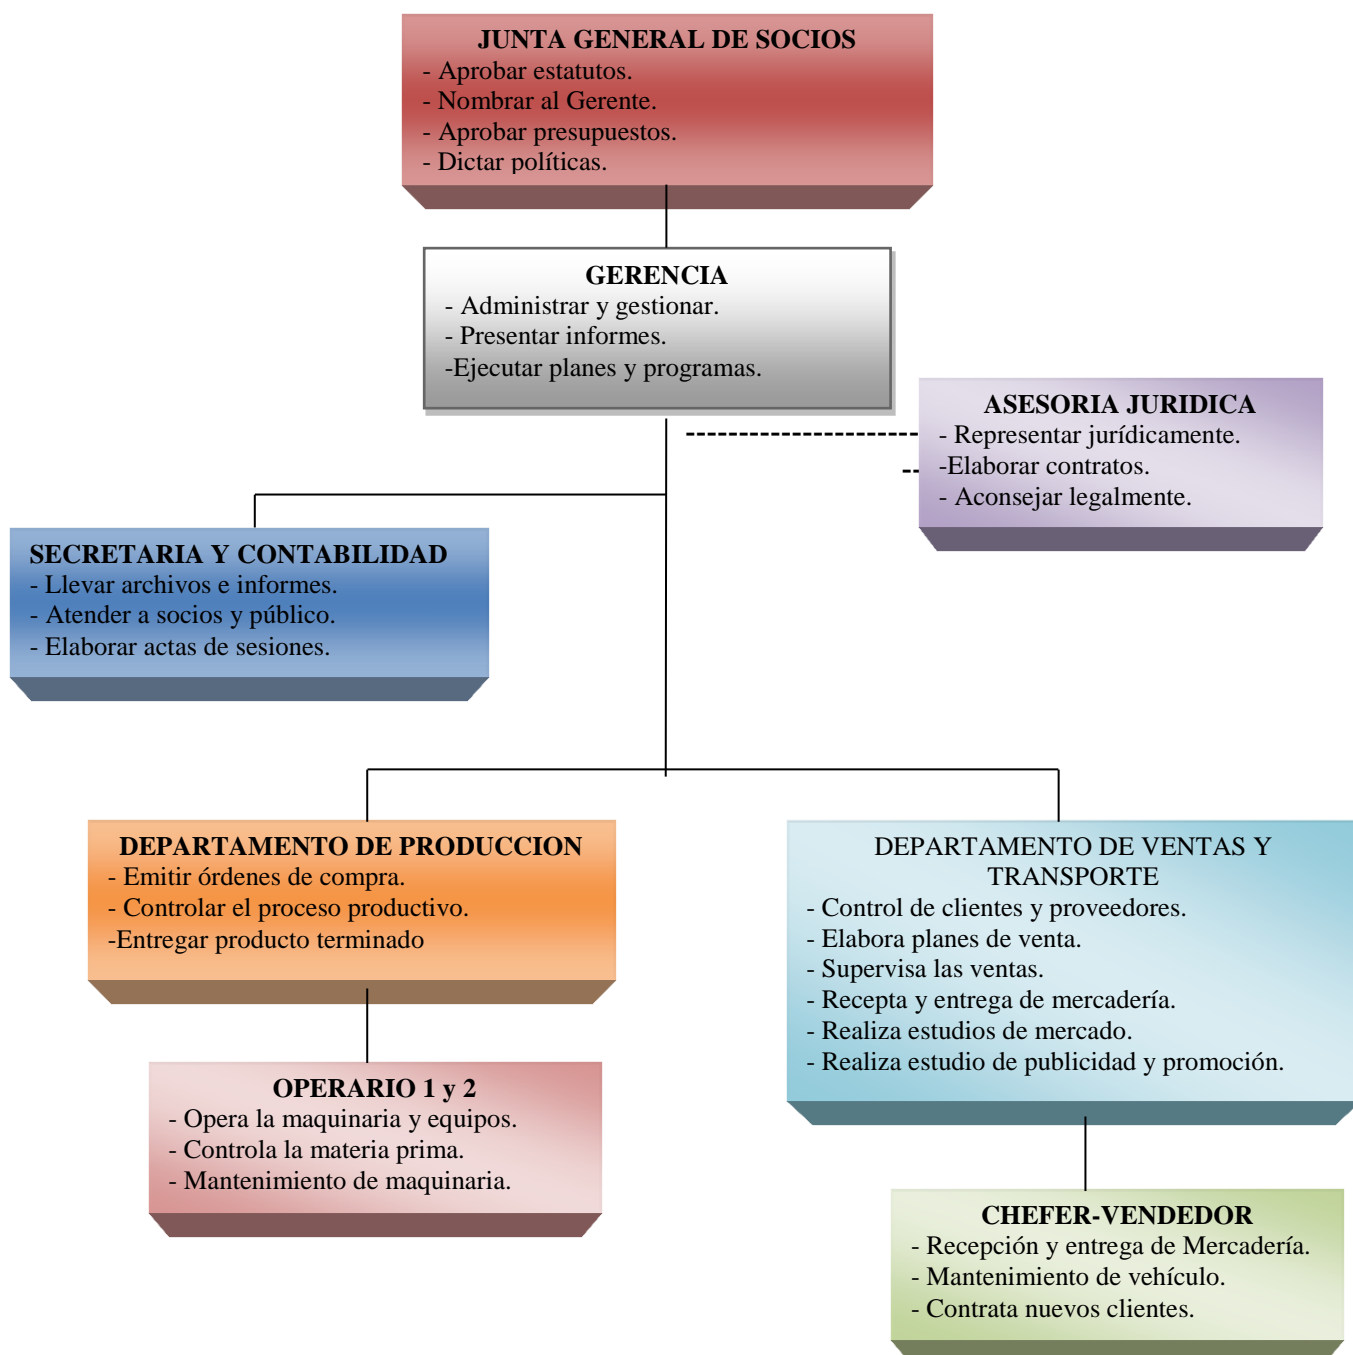 JUNTA GENERAL DE SOCIOS
- Aprobar estatutos.
- Nombrar al Gerente.
- Aprobar presupuestos.
- Dictar políticas.
GERENCIA
- Administrar y gestionar.
- Presentar informes.
-Ejecutar planes y programas.
ASESORIA JURIDICA
- Representar jurídicamente.
-Elaborar contratos.
- Aconsejar legalmente.
SECRETARIA Y CONTABILIDAD
- Llevar archivos e informes.
- Atender a socios y público.
- Elaborar actas de sesiones.
DEPARTAMENTO DE PRODUCCION
- Emitir órdenes de compra.
- Controlar el proceso productivo.
-Entregar producto terminado
DEPARTAMENTO DE VENTAS Y
TRANSPORTE
- Control de clientes y proveedores.
- Elabora planes de venta.
- Supervisa las ventas.
- Recepta y entrega de mercadería.
- Realiza estudios de mercado.
- Realiza estudio de publicidad y promoción.
OPERARIO 1 y 2
- Opera la maquinaria y equipos.
- Controla la materia prima.
- Mantenimiento de maquinaria.
CHEFER-VENDEDOR
- Recepción y entrega de Mercadería.
- Mantenimiento de vehículo.
- Contrata nuevos clientes.